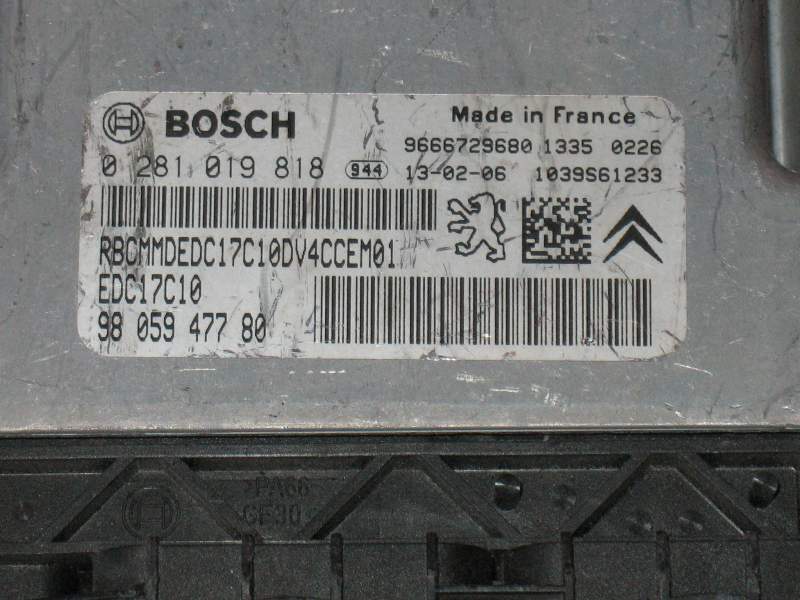 BOSCH
Made in France
9666729680 1335 0226
0 281 019 818 944 13-02-06 1039S61233
RBCMMDEDC17C10DV4CCEM01
EDC17C10
98 059 477 80
>PA66
GF30